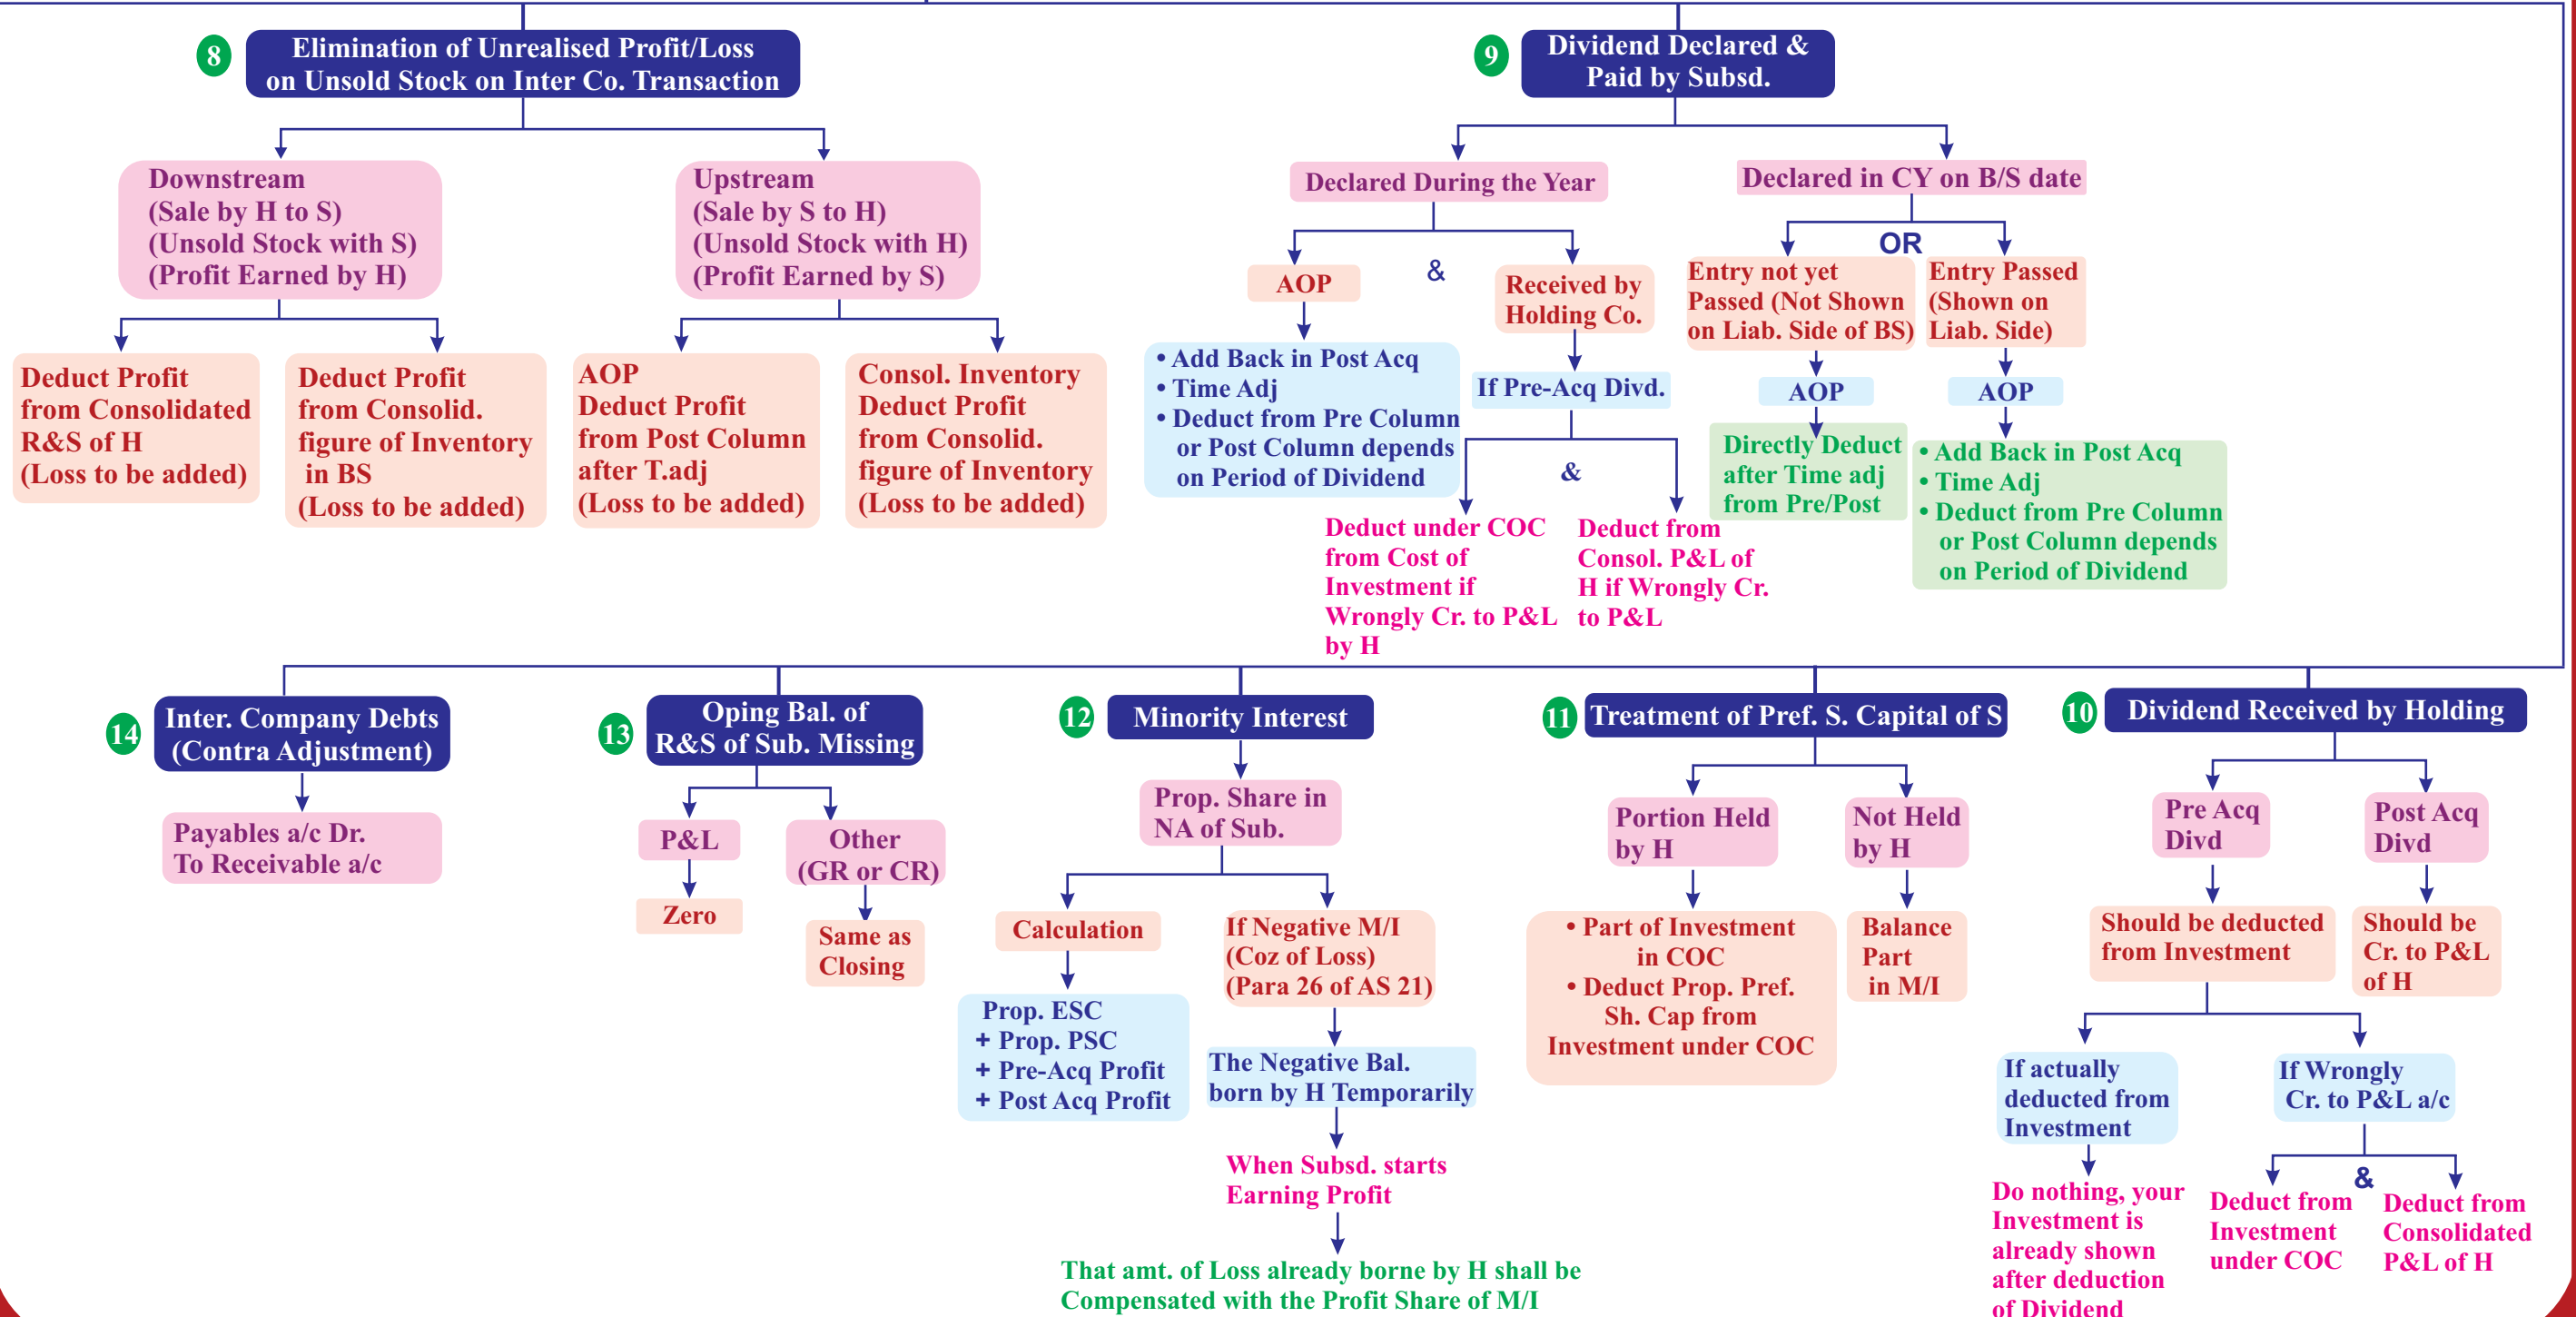 8
Elimination of Unrealised Profit/Loss
on Unsold Stock on Inter Co. Transaction
Downstream
(Sale by H to S)
(Unsold Stock with S)
(Profit Earned by H)
Upstream
(Sale by S to H)
(Unsold Stock with H)
(Profit Earned by S)
Deduct Profit
from Consolidated
R&S of H
(Loss to be added)
Deduct Profit
from Consolid.
figure of Inventory
in BS
(Loss to be added)
AOP
Deduct Profit
from Post Column
after T.adj
(Loss to be added)
Consol. Inventory
Deduct Profit
from Consolid.
figure of Inventory
(Loss to be added)
9
Dividend Declared &
Paid by Subsd.
Declared During the Year
AOP
&
Received by
Holding Co.
• Add Back in Post Acq
• Time Adj
• Deduct from Pre Column
or Post Column depends
on Period of Dividend
If Pre-Acq Divd.
&
Deduct under COC
from Cost of
Investment if
Wrongly Cr. to P&L
by H
Deduct from
Consol. P&L of
H if Wrongly Cr.
to P&L
Declared in CY on B/S date
OR
Entry not yet
Passed (Not Shown
on Liab. Side of BS)
Entry Passed
(Shown on
Liab. Side)
AOP
AOP
Directly Deduct
after Time adj
from Pre/Post
• Add Back in Post Acq
• Time Adj
• Deduct from Pre Column
or Post Column depends
on Period of Dividend
14
Inter. Company Debts
(Contra Adjustment)
Payables a/c Dr.
To Receivable a/c
13
Oping Bal. of
R&S of Sub. Missing
P&L
Zero
Other
(GR or CR)
Same as
Closing
12
Minority Interest
Prop. Share in
NA of Sub.
Calculation
Prop. ESC
+ Prop. PSC
+ Pre-Acq Profit
+ Post Acq Profit
If Negative M/I
(Coz of Loss)
(Para 26 of AS 21)
The Negative Bal.
born by H Temporarily
When Subsd. starts
Earning Profit
That amt. of Loss already borne by H shall be
Compensated with the Profit Share of M/I
11
Treatment of Pref. S. Capital of S
Portion Held
by H
• Part of Investment
in COC
• Deduct Prop. Pref.
Sh. Cap from
Investment under COC
Not Held
by H
Balance
Part
in M/I
10
Dividend Received by Holding
Pre Acq
Divd
Post Acq
Divd
Should be deducted
from Investment
Should be
Cr. to P&L
of H
If actually
deducted from
Investment
If Wrongly
Cr. to P&L a/c
Do nothing, your
Investment is
already shown
after deduction
of Dividend
&
Deduct from
Investment
under COC
Deduct from
Consolidated
P&L of H